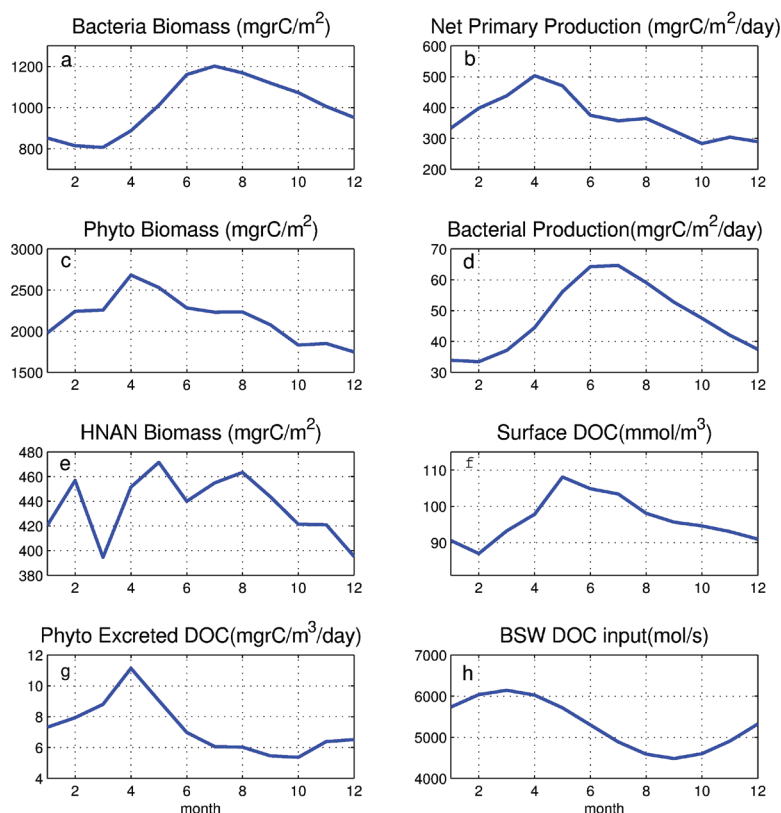 Bacteria Biomass (mgrC/m²)
a
1200
1000
800
2 4 6 8 10 12
Net Primary Production (mgrC/m²/day)
b
600
500
400
300
200
2 4 6 8 10 12
Phyto Biomass (mgrC/m²)
c
3000
2500
2000
1500
2 4 6 8 10 12
Bacterial Production(mgrC/m²/day)
d
70
60
50
40
30
2 4 6 8 10 12
HNAN Biomass (mgrC/m²)
e
480
460
440
420
400
380
2 4 6 8 10 12
Surface DOC(mmol/m³)
f
110
100
90
2 4 6 8 10 12
Phyto Excreted DOC(mgrC/m³/day)
g
12
10
8
6
4
2 4 6 8 10 12
month
BSW DOC input(mol/s)
h
7000
6000
5000
4000
2 4 6 8 10 12
month